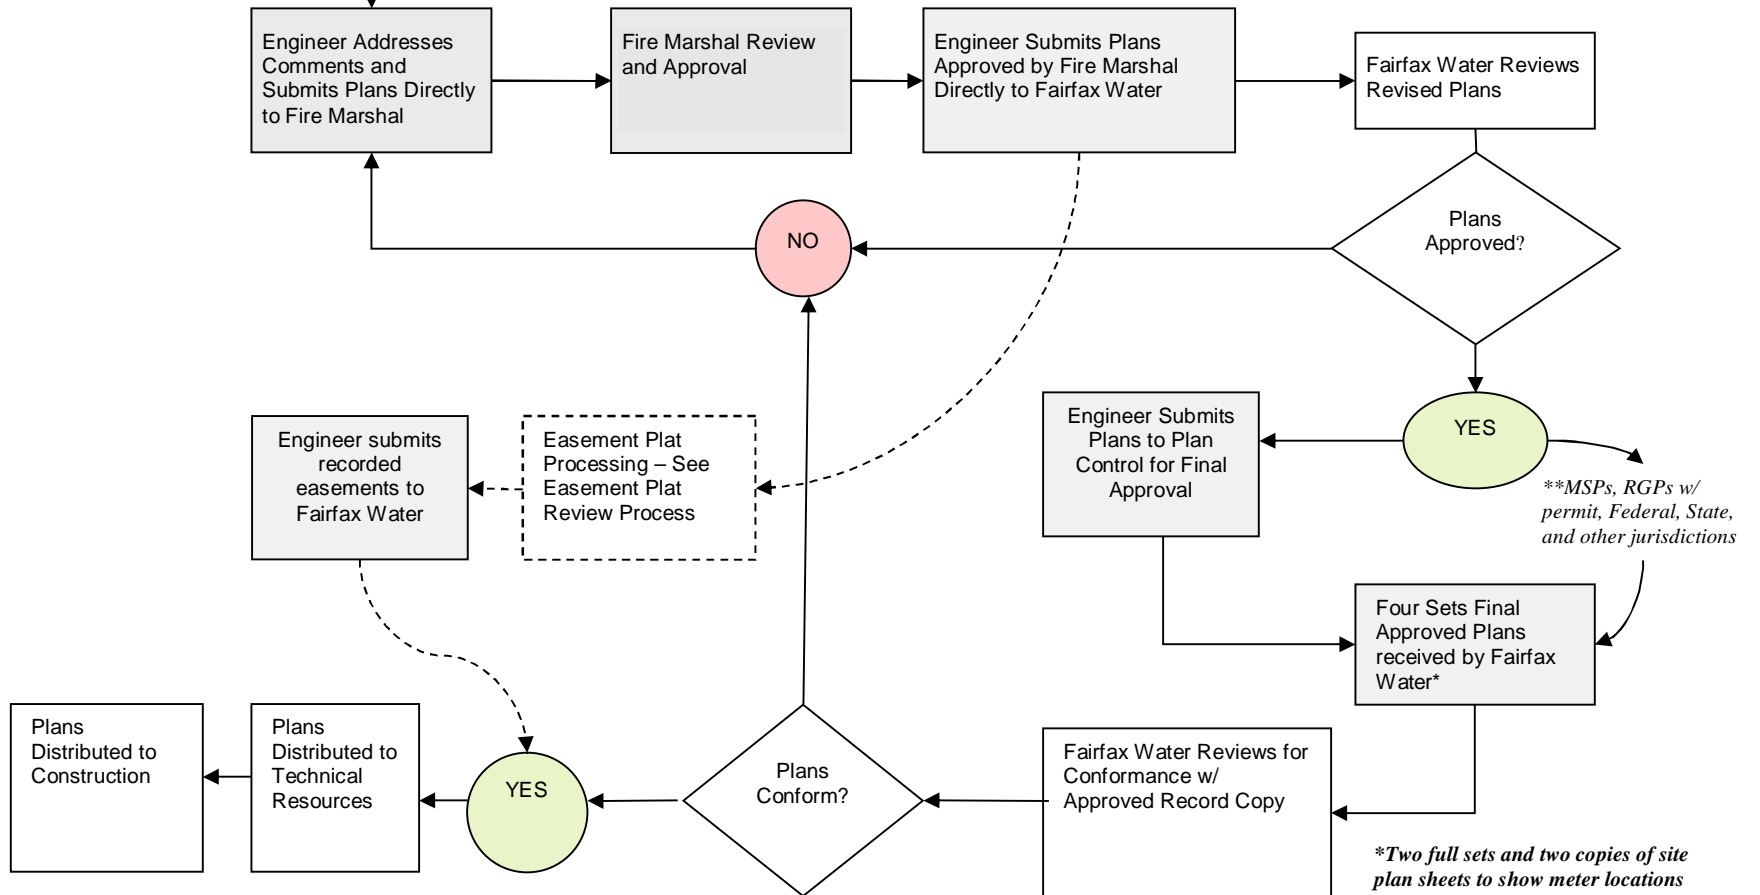 Engineer Addresses
Comments and
Submits Plans Directly
to Fire Marshal
Fire Marshal Review
and Approval
Engineer Submits Plans
Approved by Fire Marshal
Directly to Fairfax Water
Fairfax Water Reviews
Revised Plans
Plans
Approved?
NO
YES
Engineer Submits
Plans to Plan
Control for Final
Approval
**MSPs, RGPs w/
permit, Federal, State,
and other jurisdictions
Engineer submits
recorded
easements to
Fairfax Water
Easement Plat
Processing – See
Easement Plat
Review Process
Four Sets Final
Approved Plans
received by Fairfax
Water*
Plans
Distributed to
Construction
Plans
Distributed to
Technical
Resources
YES
Plans
Conform?
Fairfax Water Reviews for
Conformance w/
Approved Record Copy
*Two full sets and two copies of site
plan sheets to show meter locations